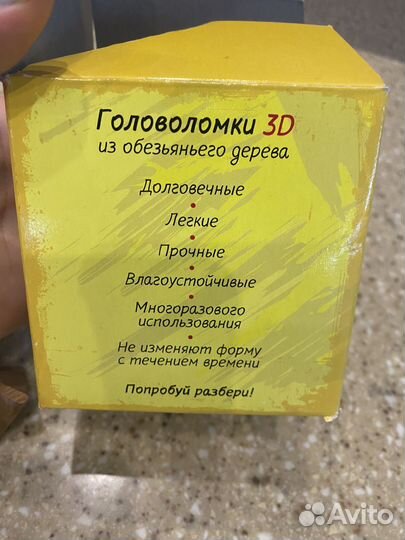 Головоломки 3D
из обезьяньего дерева
Долговечные
Легкие
Прочные
Влагоустойчивые
Многоразового
использования
Не изменяют форму
с течением времени
Попробуй разбери!
Avito